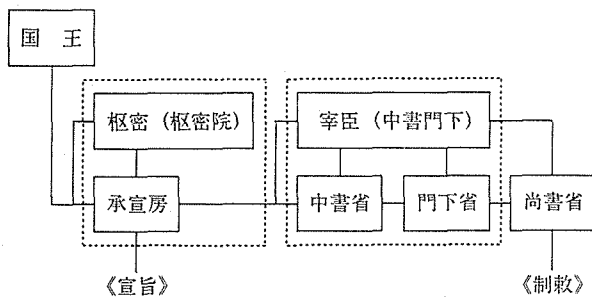 国王
枢密(枢密院)
宰臣(中書門下)
承宣房
中書省
門下省
尚書省
《宣旨》
《制敕》